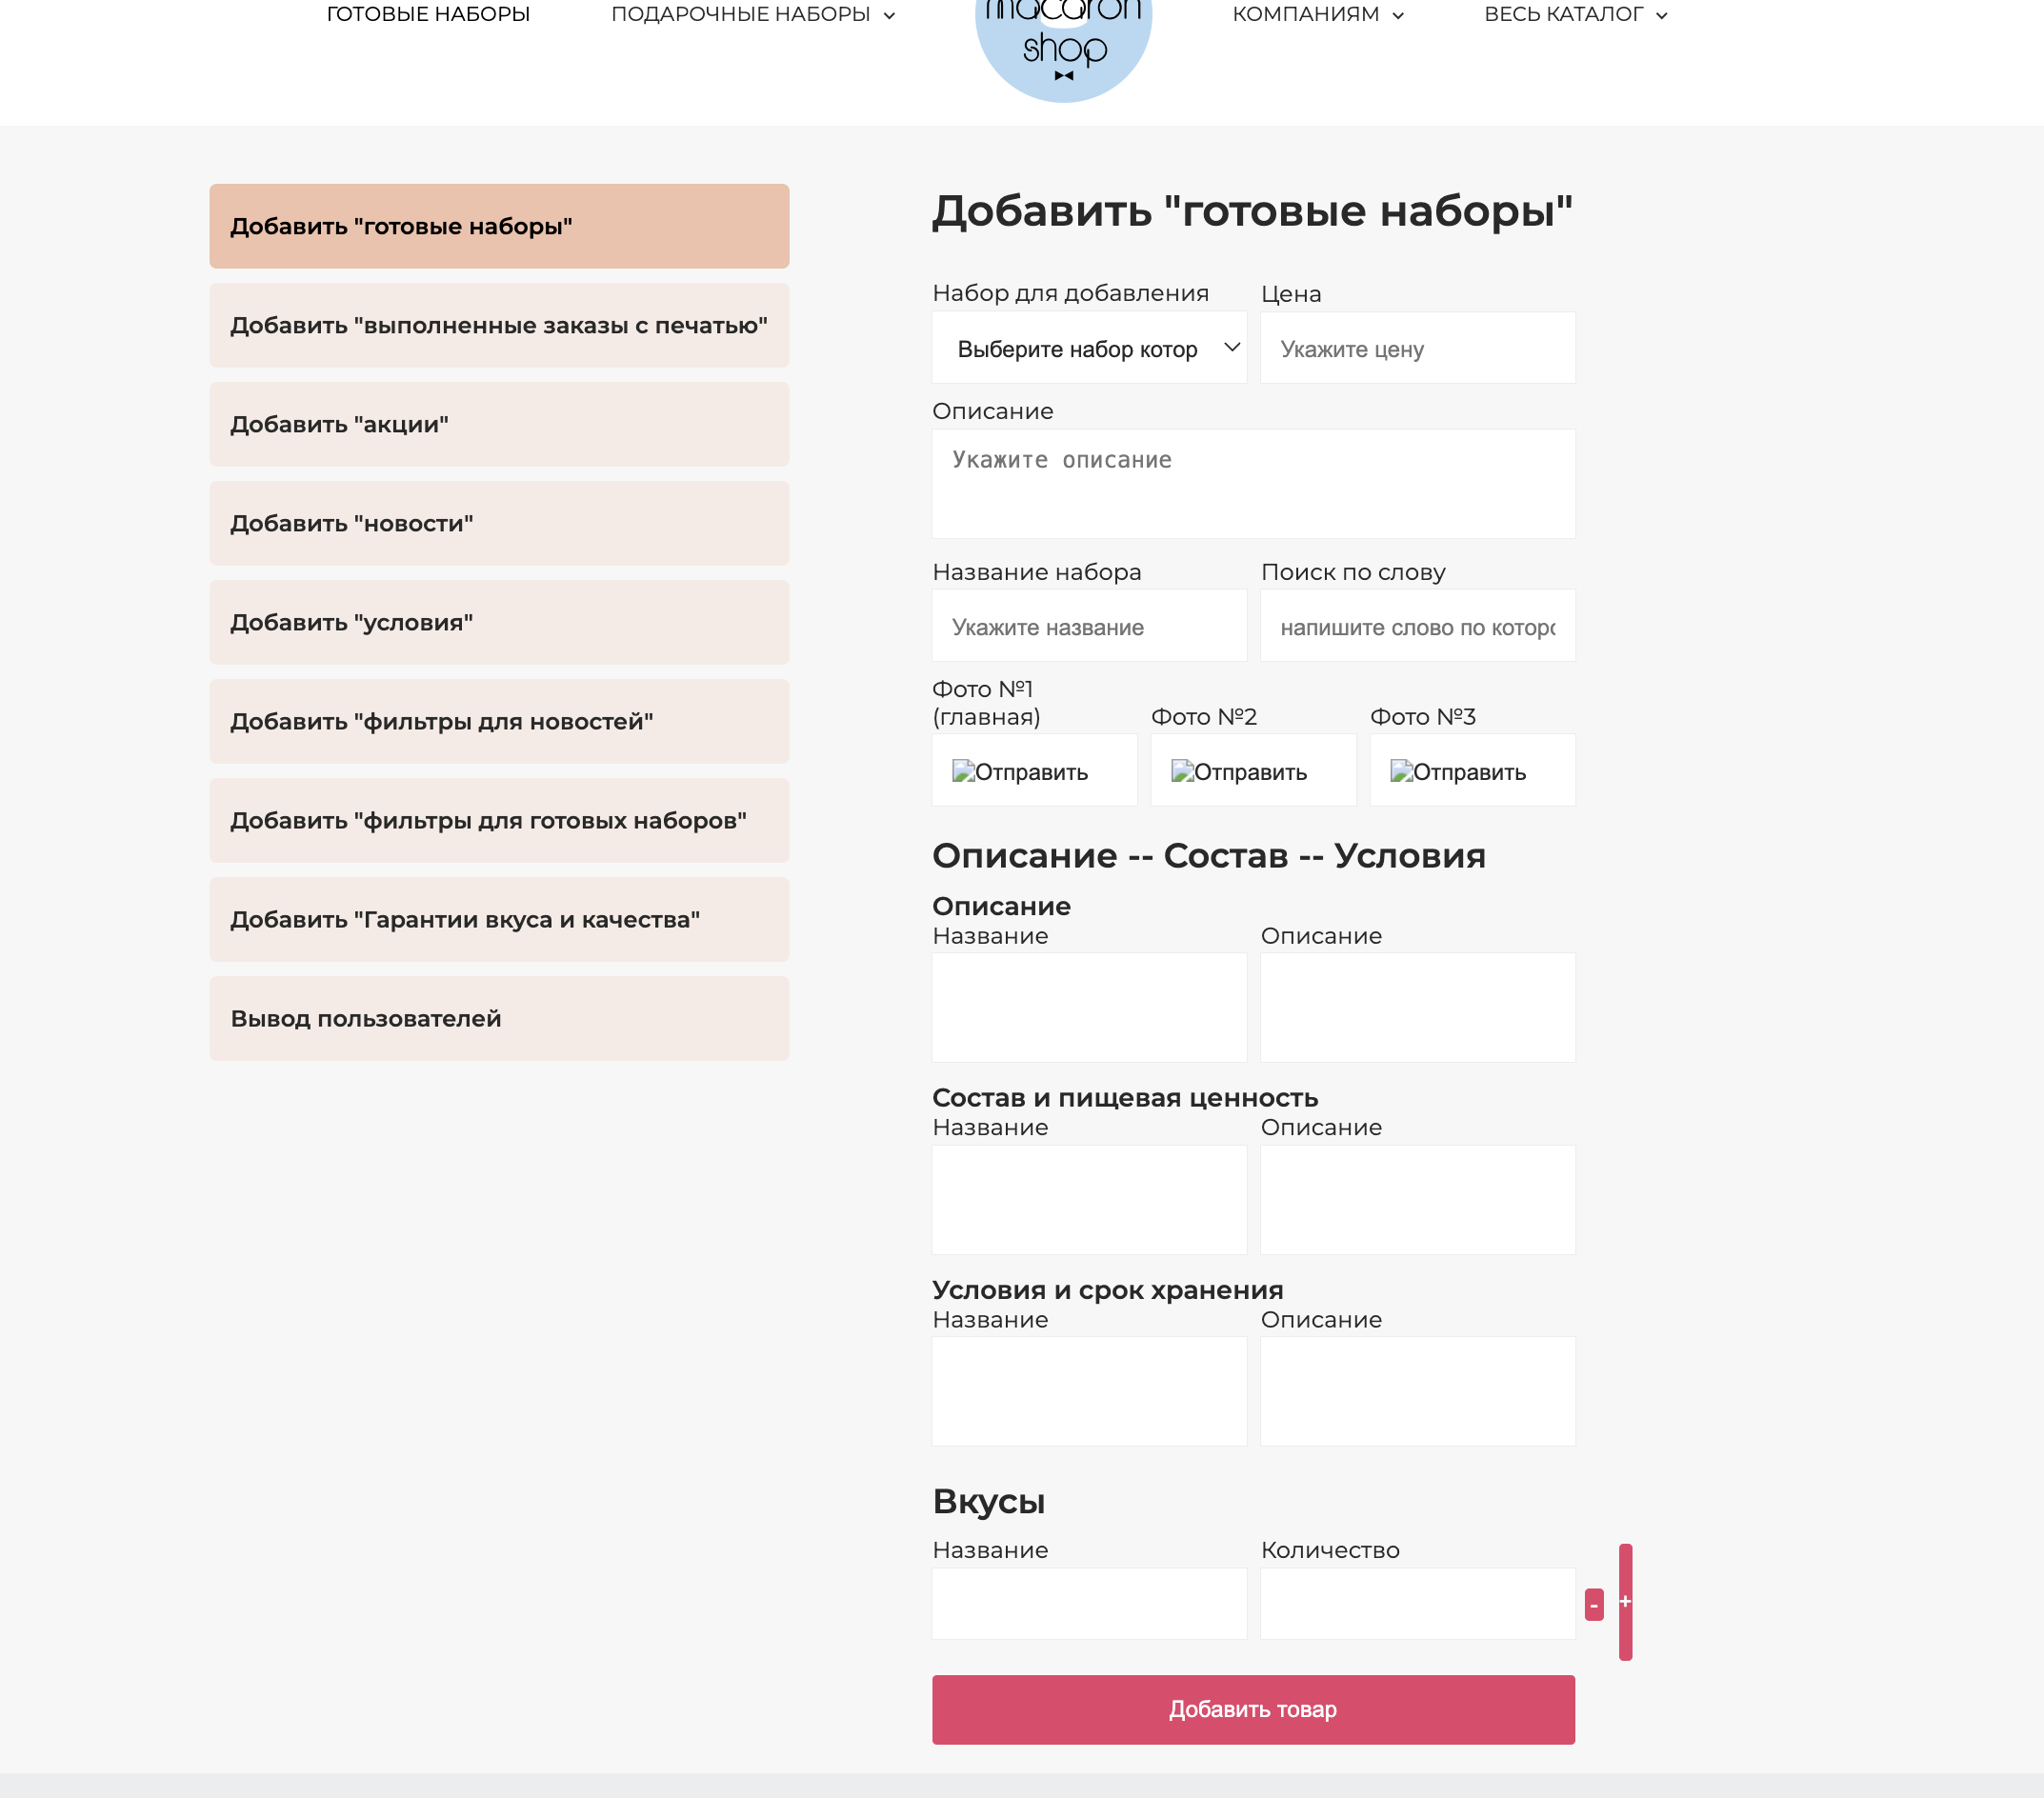 ГОТОВЫЕ НАБОРЫ
ПОДАРОЧНЫЕ НАБОРЫ
macaron
shop
КОМПАНИЯМ
ВЕСЬ КАТАЛОГ
Добавить "готовые наборы"
Добавить "выполненные заказы с печатью"
Добавить "акции"
Добавить "новости"
Добавить "условия"
Добавить "фильтры для новостей"
Добавить "фильтры для готовых наборов"
Добавить "Гарантии вкуса и качества"
Вывод пользователей
Добавить "готовые наборы"
Набор для добавления
Цена
Выберите набор котор
Укажите цену
Описание
Укажите описание
Название набора
Поиск по слову
Укажите название
напишите слово по которо
Фото №1
(главная)
Фото №2
Фото №3
Отправить
Отправить
Отправить
Описание -- Состав -- Условия
Описание
Название
Описание
Состав и пищевая ценность
Название
Описание
Условия и срок хранения
Название
Описание
Вкусы
Название
Количество
-
+
Добавить товар